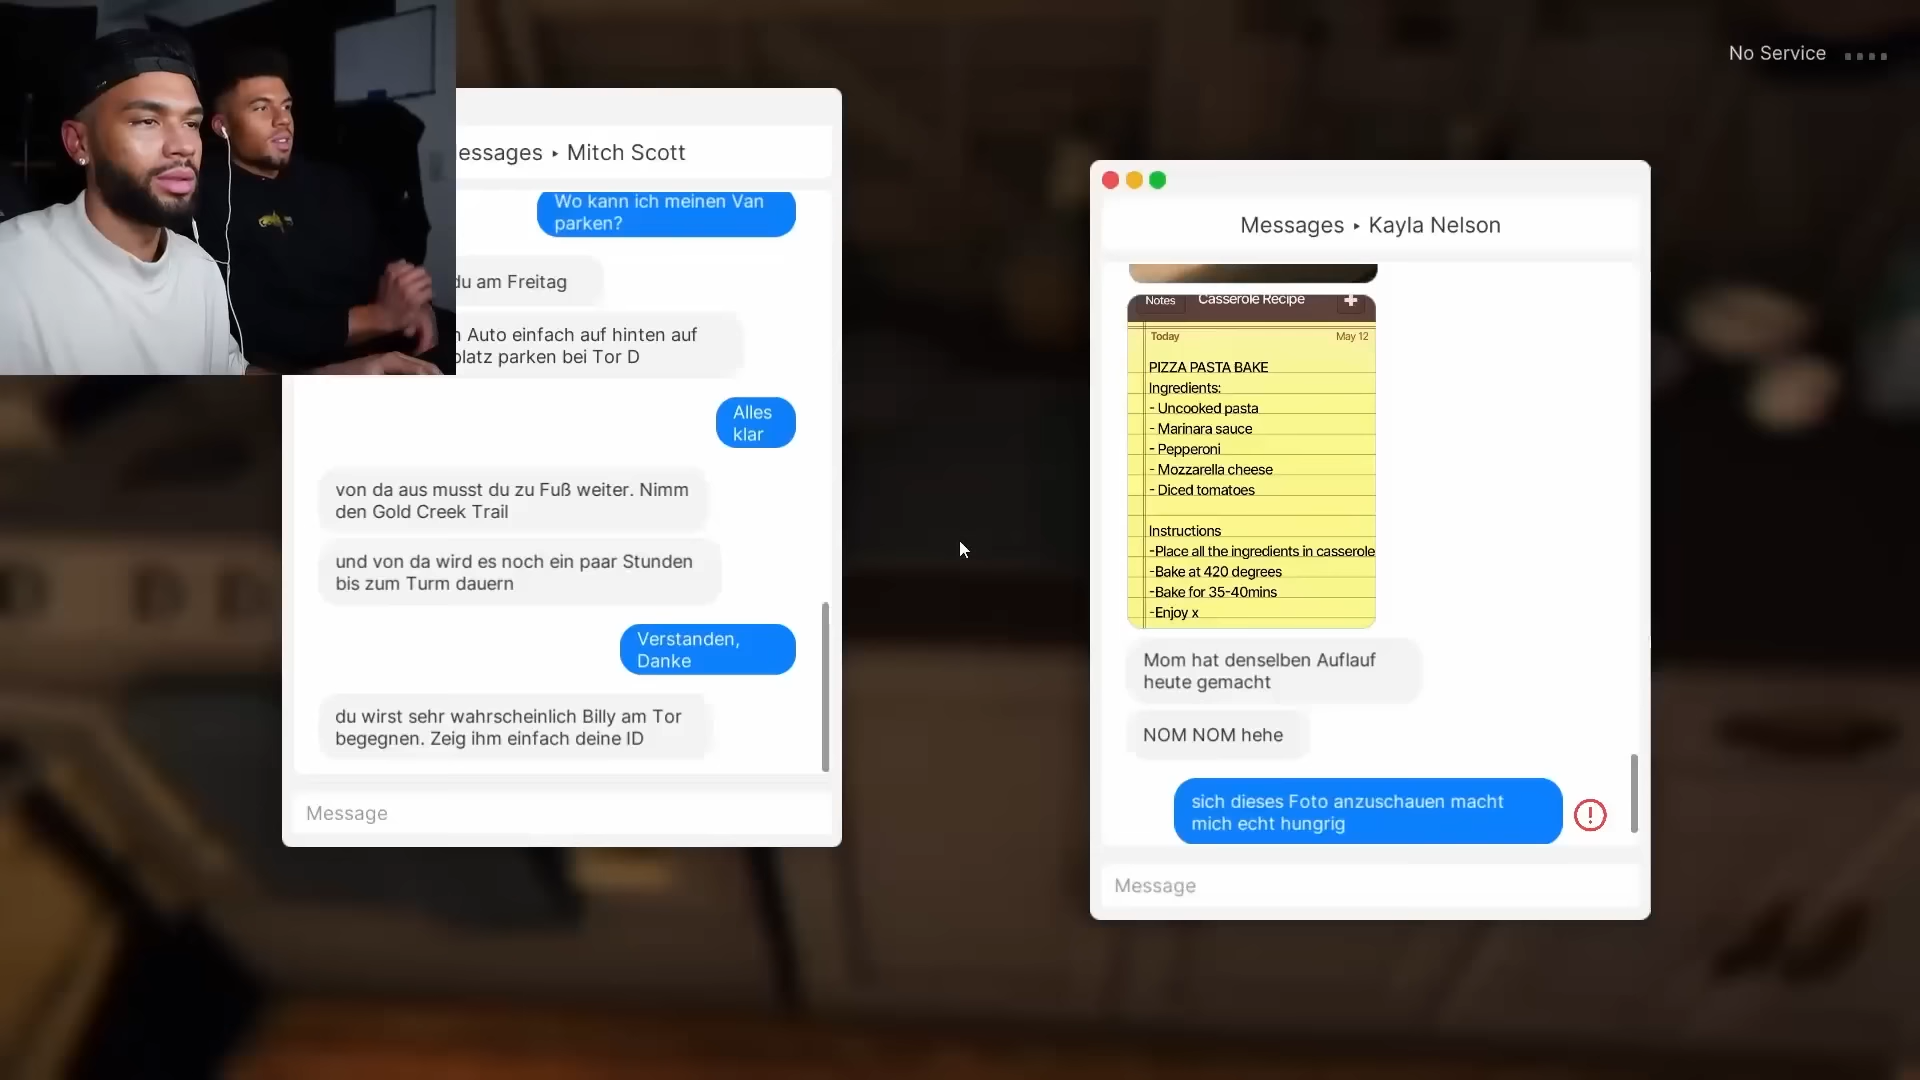 No Service
essages ▸ Mitch Scott
Wo kann ich meinen Van
parken?
du am Freitag
Auto einfach auf hinten auf
platz parken bei Tor D
Alles
klar
von da aus musst du zu Fuß weiter. Nimm
den Gold Creek Trail
und von da wird es noch ein paar Stunden
bis zum Turm dauern
Verstanden,
Danke
du wirst sehr wahrscheinlich Billy am Tor
begegnen. Zeig ihm einfach deine ID
Message
Messages ▸ Kayla Nelson
Notes Casserole Recipe +
Today May 12
PIZZA PASTA BAKE
Ingredients:
- Uncooked pasta
- Marinara sauce
- Pepperoni
- Mozzarella cheese
- Diced tomatoes
Instructions
-Place all the ingredients in casserole
-Bake at 420 degrees
-Bake for 35-40mins
-Enjoy x
Mom hat denselben Auflauf
heute gemacht
NOM NOM hehe
sich dieses Foto anzuschauen macht
mich echt hungrig
Message